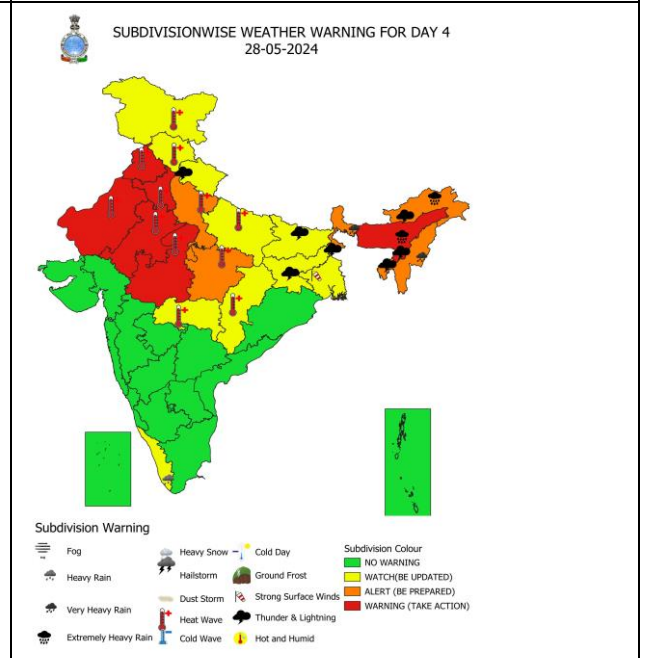 SUBDIVISIONWISE WEATHER WARNING FOR DAY 4
28-05-2024
Subdivision Warning
Fog
Heavy Rain
Very Heavy Rain
Extremely Heavy Rain
Heavy Snow
Hailstorm
Dust Storm
Heat Wave
Cold Wave
Cold Day
Ground Frost
Strong Surface Winds
Thunder & Lightning
Hot and Humid
Subdivision Colour
NO WARNING
WATCH(BE UPDATED)
ALERT (BE PREPARED)
WARNING (TAKE ACTION)